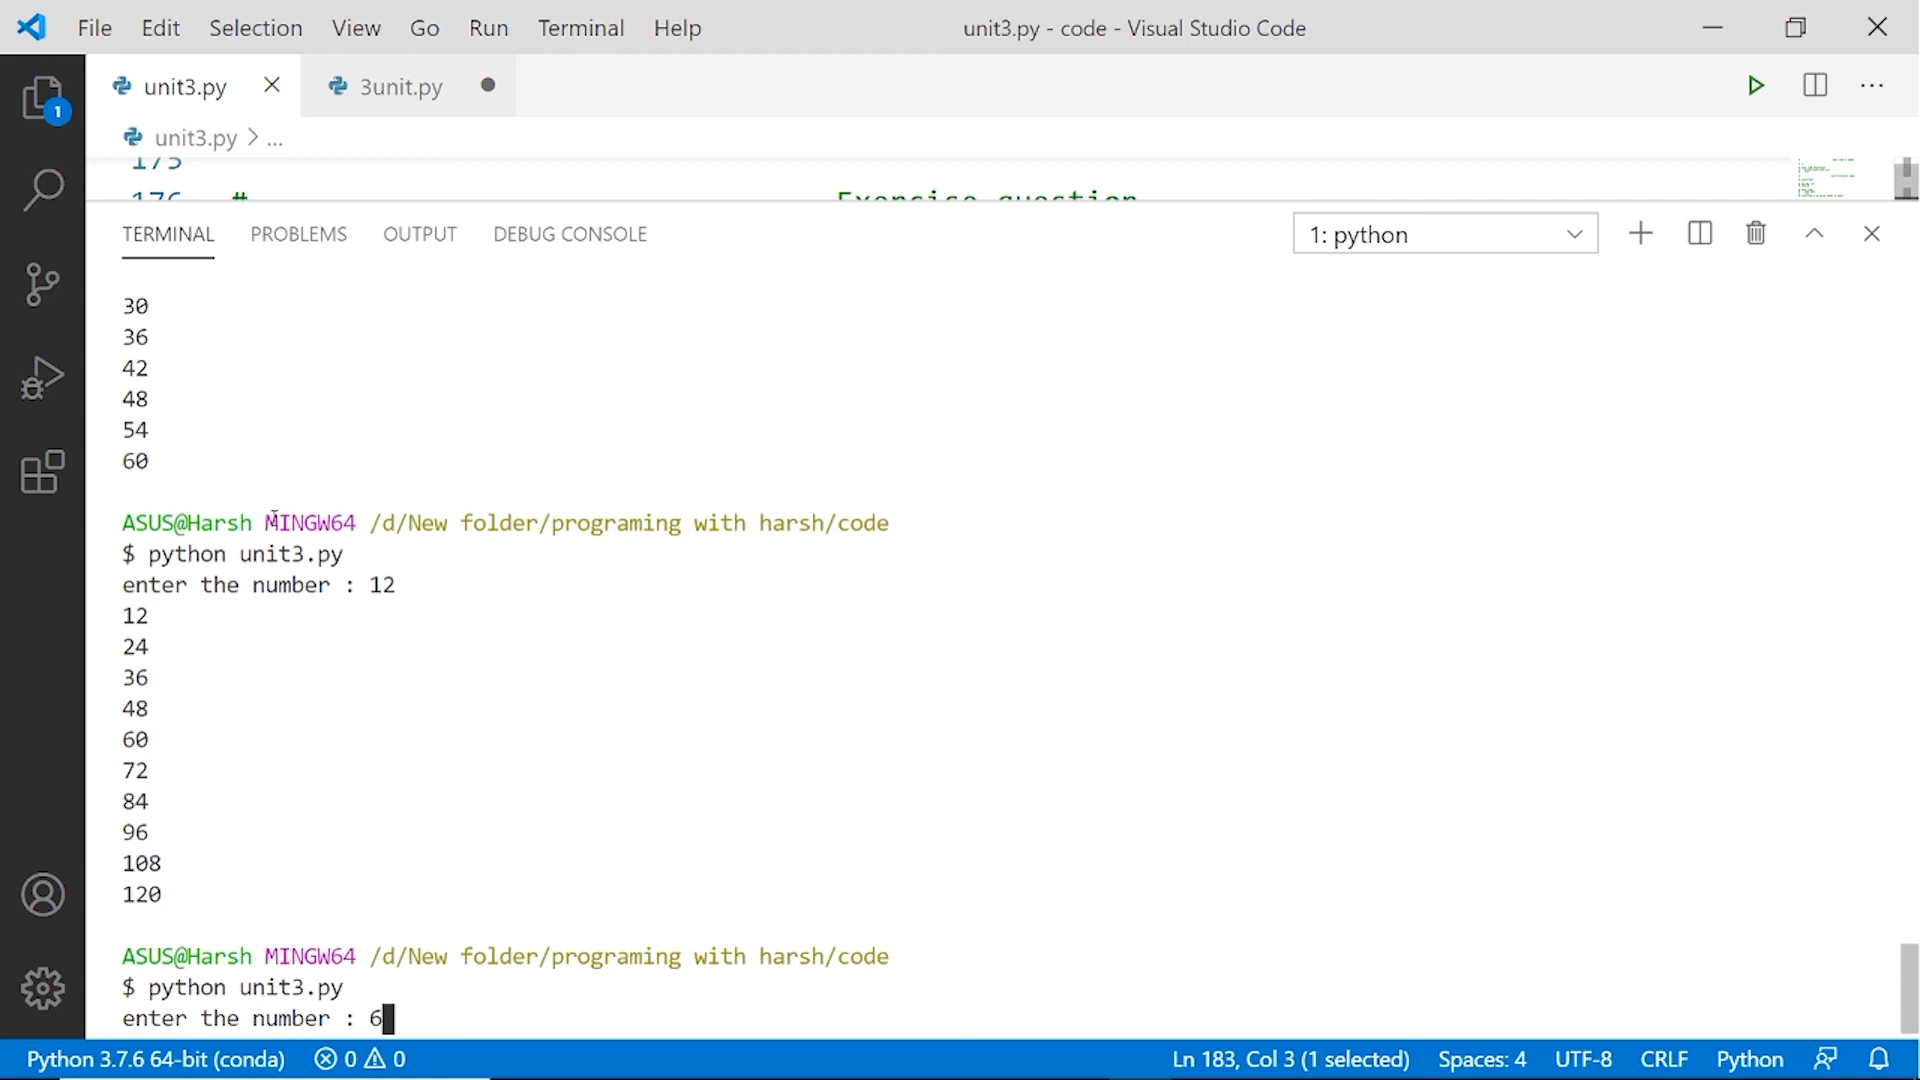 File Edit Selection View Go Run Terminal Help unit3.py - code - Visual Studio Code
unit3.py 3unit.py
1
unit3.py > ...
175
176 # Exercise question
TERMINAL PROBLEMS OUTPUT DEBUG CONSOLE 1: python
30
36
42
48
54
60
ASUS@Harsh MINGW64 /d/New folder/programing with harsh/code
$ python unit3.py
enter the number : 12
12
24
36
48
60
72
84
96
108
120
ASUS@Harsh MINGW64 /d/New folder/programing with harsh/code
$ python unit3.py
enter the number : 6
Python 3.7.6 64-bit (conda) 0 0 Ln 183, Col 3 (1 selected) Spaces: 4 UTF-8 CRLF Python